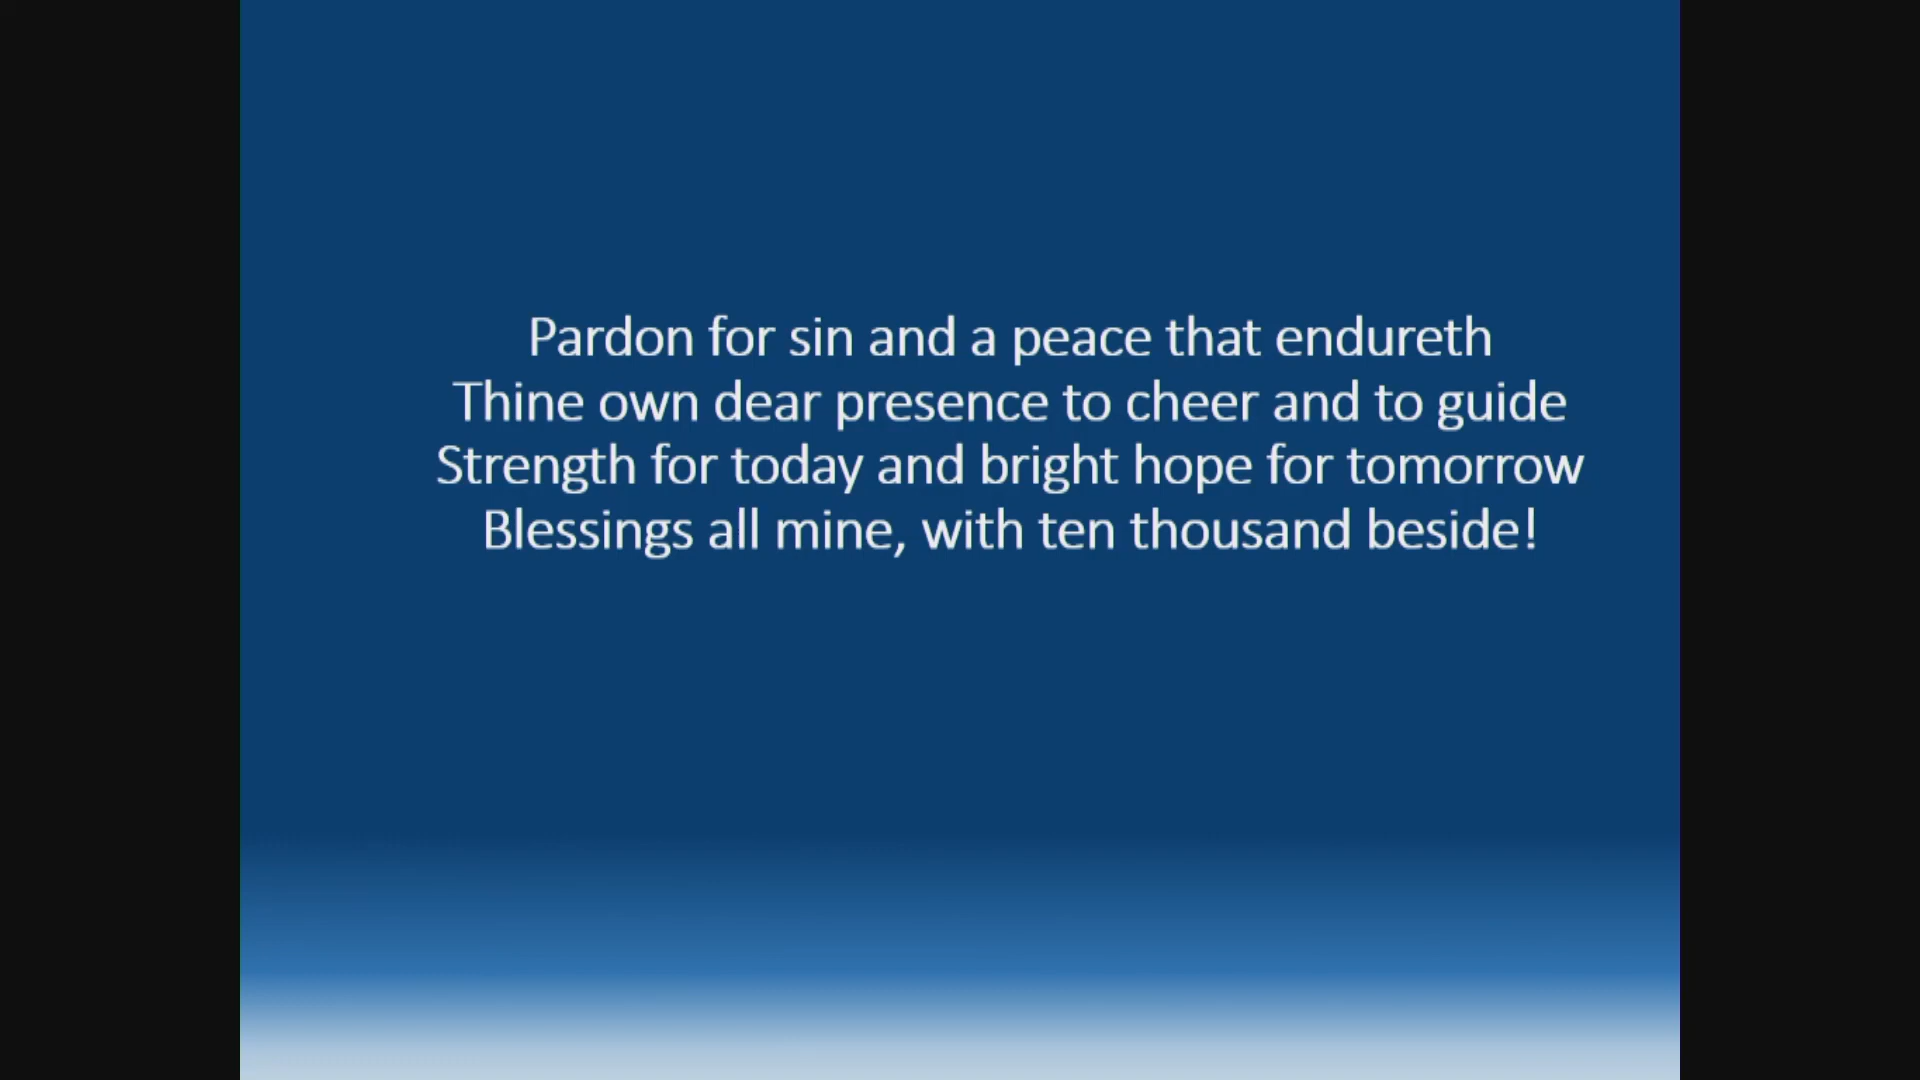 Pardon for sin and a peace that endureth
Thine own dear presence to cheer and to guide
Strength for today and bright hope for tomorrow
Blessings all mine, with ten thousand beside!